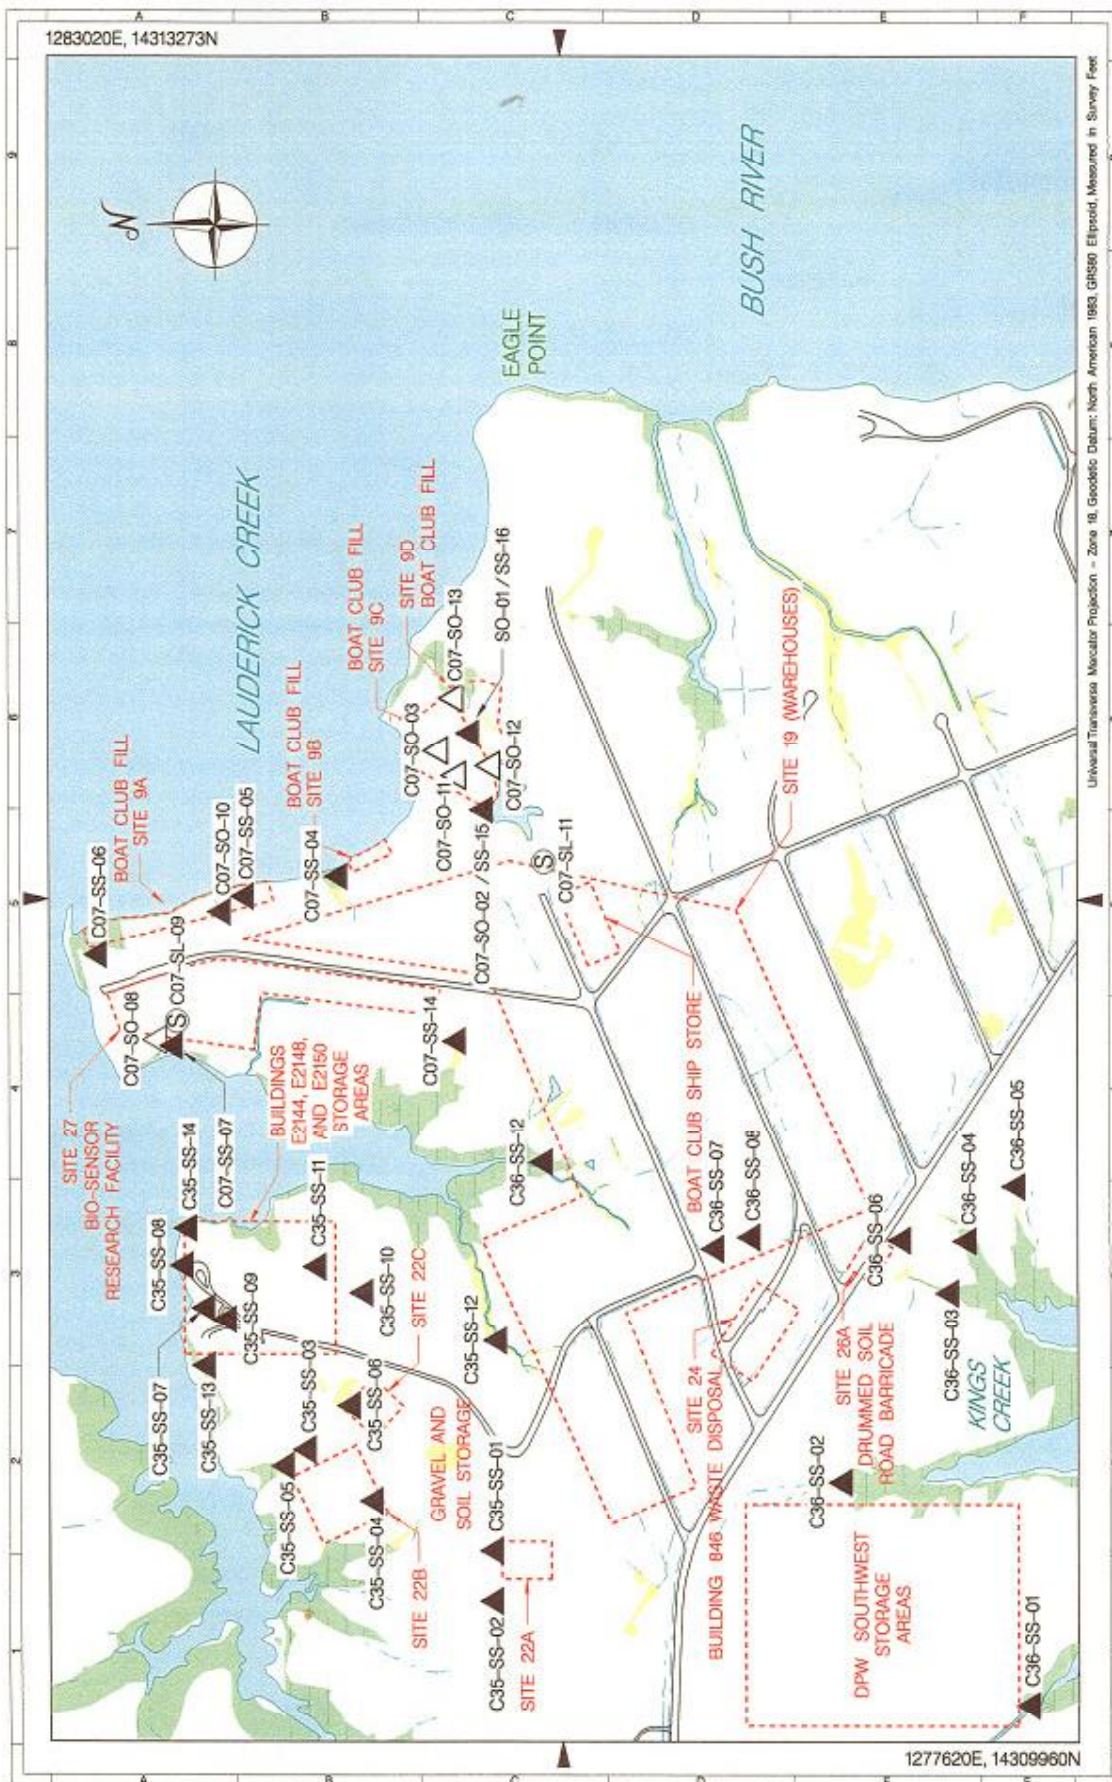 A
B
C
D
E
F
1283020E, 14313273N
9
8
7
6
5
4
3
2
1
N
LAUDERICK CREEK
BUSH RIVER
EAGLE
POINT
BOAT CLUB FILL
SITE 9A
C07-SS-06
C07-SO-10
C07-SS-05
BOAT CLUB FILL
SITE 9B
C07-SS-04
BOAT CLUB FILL
SITE 9C
SITE 9D
BOAT CLUB FILL
C07-SO-13
SO-01 / SS-16
C07-SO-03
C07-SO-11
C07-SO-12
C07-SO-02 / SS-15
S
C07-SL-11
SITE 19 (WAREHOUSES)
C07-SL-09
S
C07-SO-08
SITE 27
BIO-SENSOR
RESEARCH FACILITY
C07-SS-07
C07-SS-14
BUILDINGS
E2144, E2148,
AND E2150
STORAGE
AREAS
BOAT CLUB SHIP STORE
C35-SS-14
C35-SS-08
C35-SS-11
C35-SS-10
C35-SS-09
C35-SS-07
C35-SS-13
C35-SS-03
C35-SS-05
C35-SS-06
C35-SS-04
SITE 22C
SITE 22B
GRAVEL AND
SOIL STORAGE
C35-SS-12
C36-SS-12
C35-SS-01
C35-SS-02
SITE 22A
C36-SS-07
C36-SS-08
SITE 24
BUILDING 846 WASTE DISPOSAL
C36-SS-06
C36-SS-04
C36-SS-05
C36-SS-03
SITE 26A
DRUMMED SOIL
ROAD BARRICADE
KINGS
CREEK
C36-SS-02
DPW SOUTHWEST
STORAGE
AREAS
C36-SS-01
1277620E, 14309960N
Universal Transverse Mercator Projection - Zone 18, Geodetic Datum: North American 1983, GRS80 Ellipsoid, Measured in Survey Feet
A
B
C
D
E